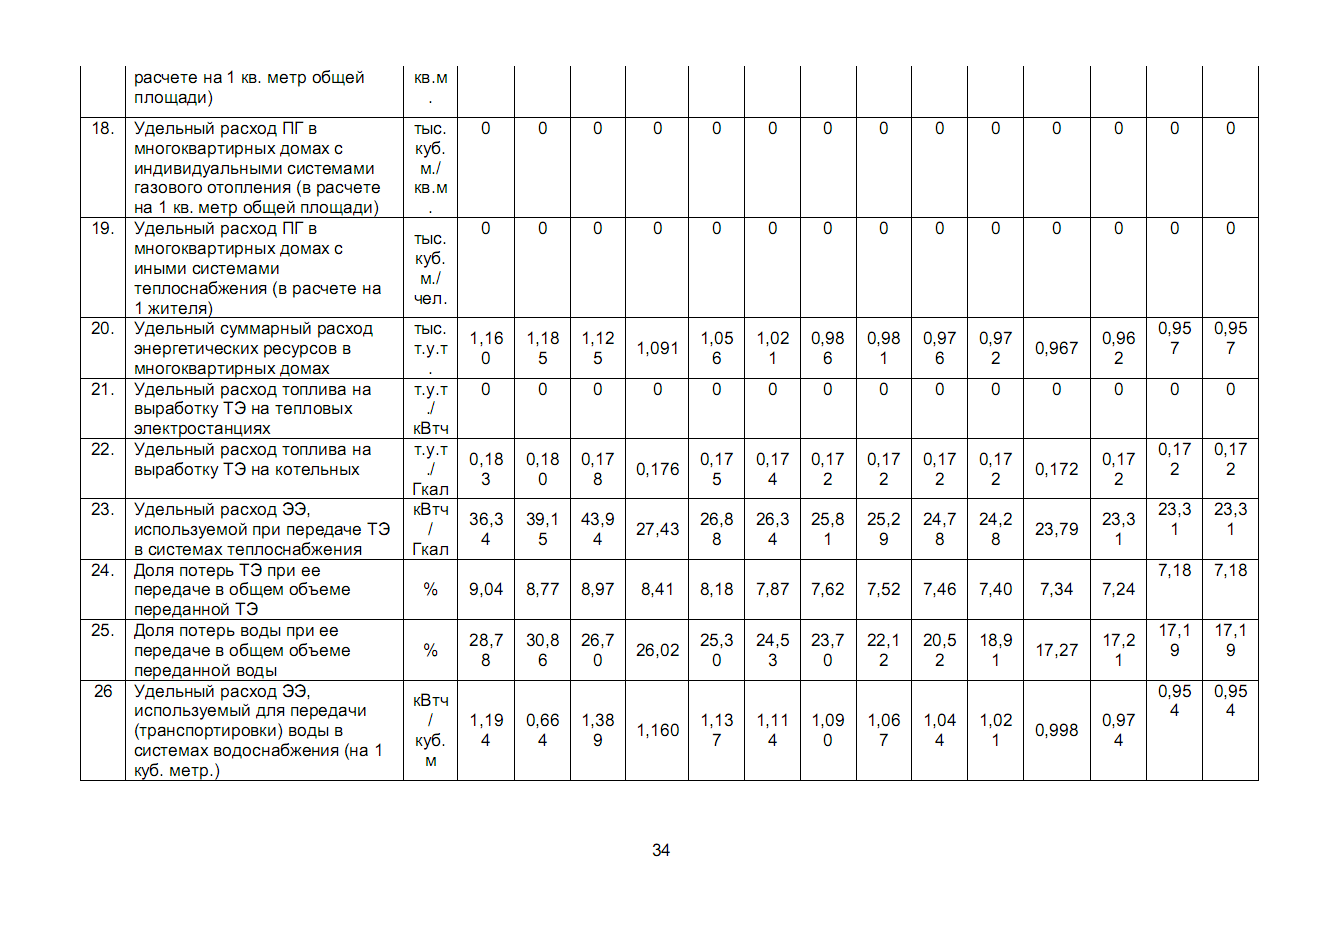 расчете на 1 кв. метр общей площади) кв.м.
18. Удельный расход ПГ в многоквартирных домах с индивидуальными системами газового отопления (в расчете на 1 кв. метр общей площади) тыс. куб. м./ кв.м. 0 0 0 0 0 0 0 0 0 0 0 0 0 0
19. Удельный расход ПГ в многоквартирных домах с иными системами теплоснабжения (в расчете на 1 жителя) тыс. куб. м./ чел. 0 0 0 0 0 0 0 0 0 0 0 0 0 0
20. Удельный суммарный расход энергетических ресурсов в многоквартирных домах тыс. т.у.т. 1,160 1,185 1,125 1,091 1,056 1,021 0,986 0,981 0,976 0,972 0,967 0,962 0,957 0,957
21. Удельный расход топлива на выработку ТЭ на тепловых электростанциях т.у.т./ кВтч 0 0 0 0 0 0 0 0 0 0 0 0 0 0
22. Удельный расход топлива на выработку ТЭ на котельных т.у.т./ Гкал 0,183 0,180 0,178 0,176 0,175 0,174 0,172 0,172 0,172 0,172 0,172 0,172 0,172 0,172
23. Удельный расход ЭЭ, используемой при передаче ТЭ в системах теплоснабжения кВтч/ Гкал 36,34 39,15 43,94 27,43 26,88 26,34 25,81 25,29 24,78 24,28 23,79 23,31 23,31 23,31
24. Доля потерь ТЭ при ее передаче в общем объеме переданной ТЭ % 9,04 8,77 8,97 8,41 8,18 7,87 7,62 7,52 7,46 7,40 7,34 7,24 7,18 7,18
25. Доля потерь воды при ее передаче в общем объеме переданной воды % 28,78 30,86 26,70 26,02 25,30 24,53 23,70 22,12 20,52 18,91 17,27 17,21 17,19 17,19
26 Удельный расход ЭЭ, используемый для передачи (транспортировки) воды в системах водоснабжения (на 1 куб. метр.) кВтч/ куб. м 1,194 0,664 1,389 1,160 1,137 1,114 1,090 1,067 1,044 1,021 0,998 0,974 0,954 0,954
34